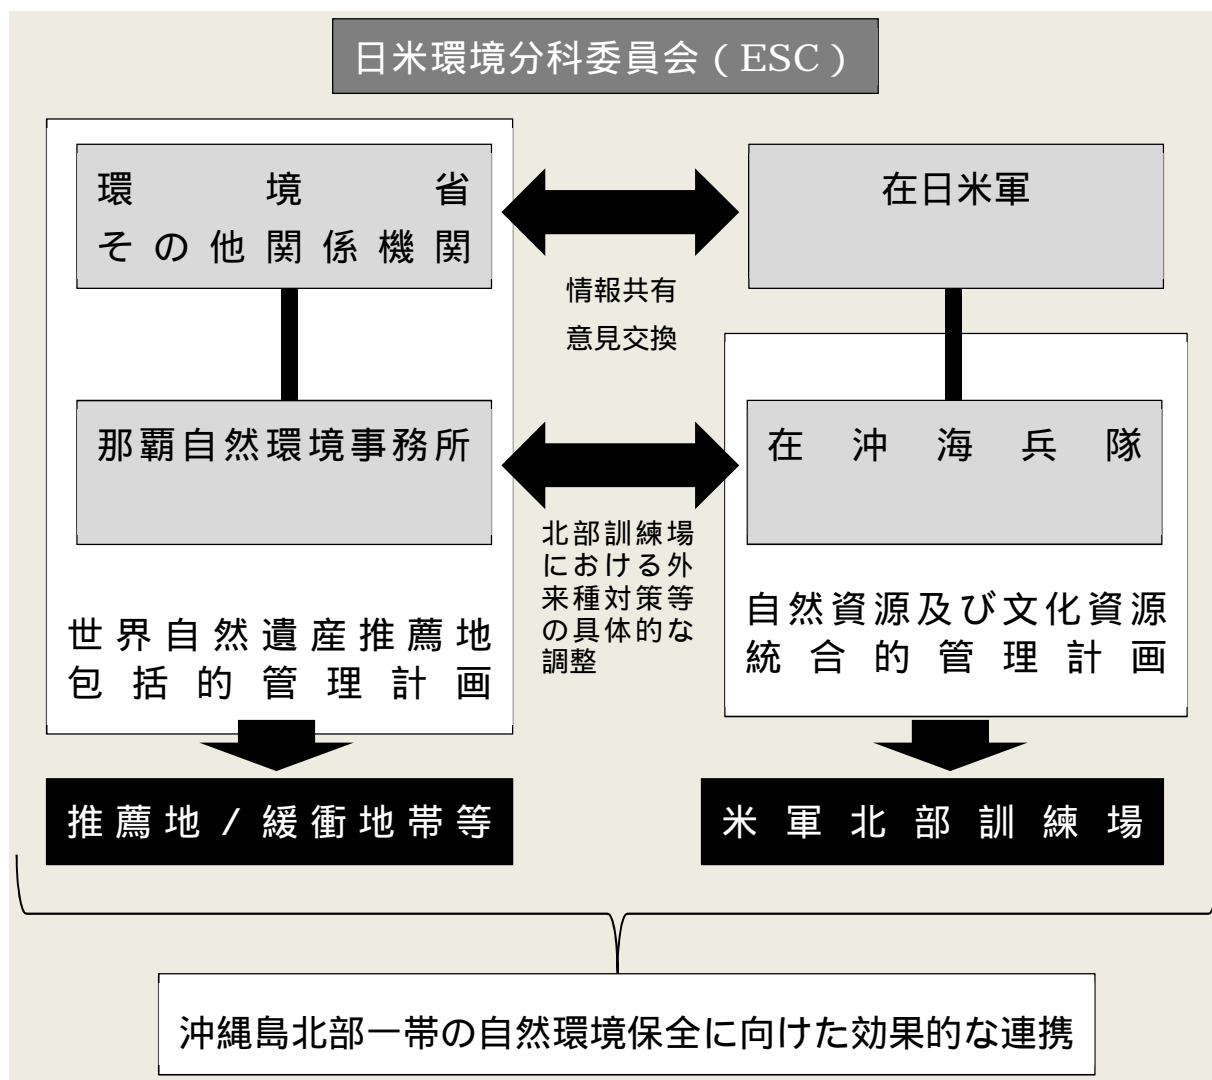 日米環境分科委員会（ESC）
環境省
その他関係機関
在日米軍
情報共有
意見交換
那覇自然環境事務所
在沖海兵隊
北部訓練場
における外
来種対策等
の具体的な
調整
世界自然遺産推薦地
包括的管理計画
自然資源及び文化資源
統合的管理計画
推薦地/緩衝地帯等
米軍北部訓練場
沖縄島北部一帯の自然環境保全に向けた効果的な連携